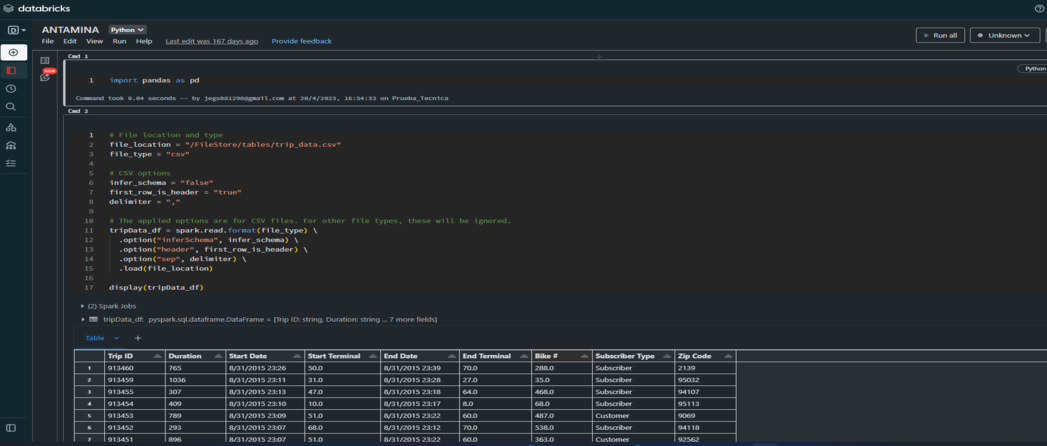 databricks
ANTAMINA Python
File Edit View Run Help Last edit was 167 days ago Provide feedback
Run all Unknown
New
Cmd 1
Python
1 import pandas as pd
Command took 0.04 seconds -- by jegs081298@gmail.com at 20/4/2023, 16:54:33 on Prueba_Tecnica
Cmd 2
1 # File location and type
2 file_location = "/FileStore/tables/trip_data.csv"
3 file_type = "csv"
4
5 # CSV options
6 infer_schema = "false"
7 first_row_is_header = "true"
8 delimiter = ","
9
10 # The applied options are for CSV files. For other file types, these will be ignored.
11 tripData_df = spark.read.format(file_type) \
12 .option("inferSchema", infer_schema) \
13 .option("header", first_row_is_header) \
14 .option("sep", delimiter) \
15 .load(file_location)
16
17 display(tripData_df)
(2) Spark Jobs
tripData_df: pyspark.sql.dataframe.DataFrame = [Trip ID: string, Duration: string ... 7 more fields]
Table +
Trip ID Duration Start Date Start Terminal End Date End Terminal Bike # Subscriber Type Zip Code
1 913460 765 8/31/2015 23:26 50.0 8/31/2015 23:39 70.0 288.0 Subscriber 2139
2 913459 1036 8/31/2015 23:11 31.0 8/31/2015 23:28 27.0 35.0 Subscriber 95032
3 913455 307 8/31/2015 23:13 47.0 8/31/2015 23:18 64.0 468.0 Subscriber 94107
4 913454 409 8/31/2015 23:10 10.0 8/31/2015 23:17 8.0 68.0 Subscriber 95113
5 913453 789 8/31/2015 23:09 51.0 8/31/2015 23:22 60.0 487.0 Customer 9069
6 913452 293 8/31/2015 23:07 68.0 8/31/2015 23:12 70.0 538.0 Subscriber 94118
7 913451 896 8/31/2015 23:07 51.0 8/31/2015 23:22 60.0 363.0 Customer 92562